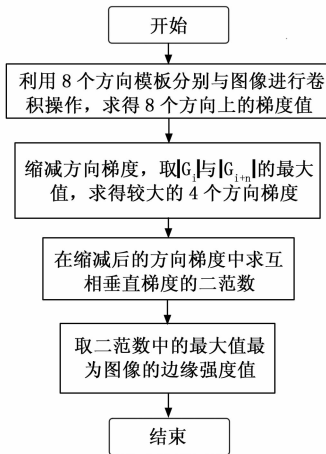 开始
利用8个方向模板分别与图像进行卷
积操作，求得8个方向上的梯度值
缩减方向梯度，取|G_i|与|G_{i+n}|的最大
值，求得较大的4个方向梯度
在缩减后的方向梯度中求互
相垂直梯度的二范数
取二范数中的最大值最
为图像的边缘强度值
结束